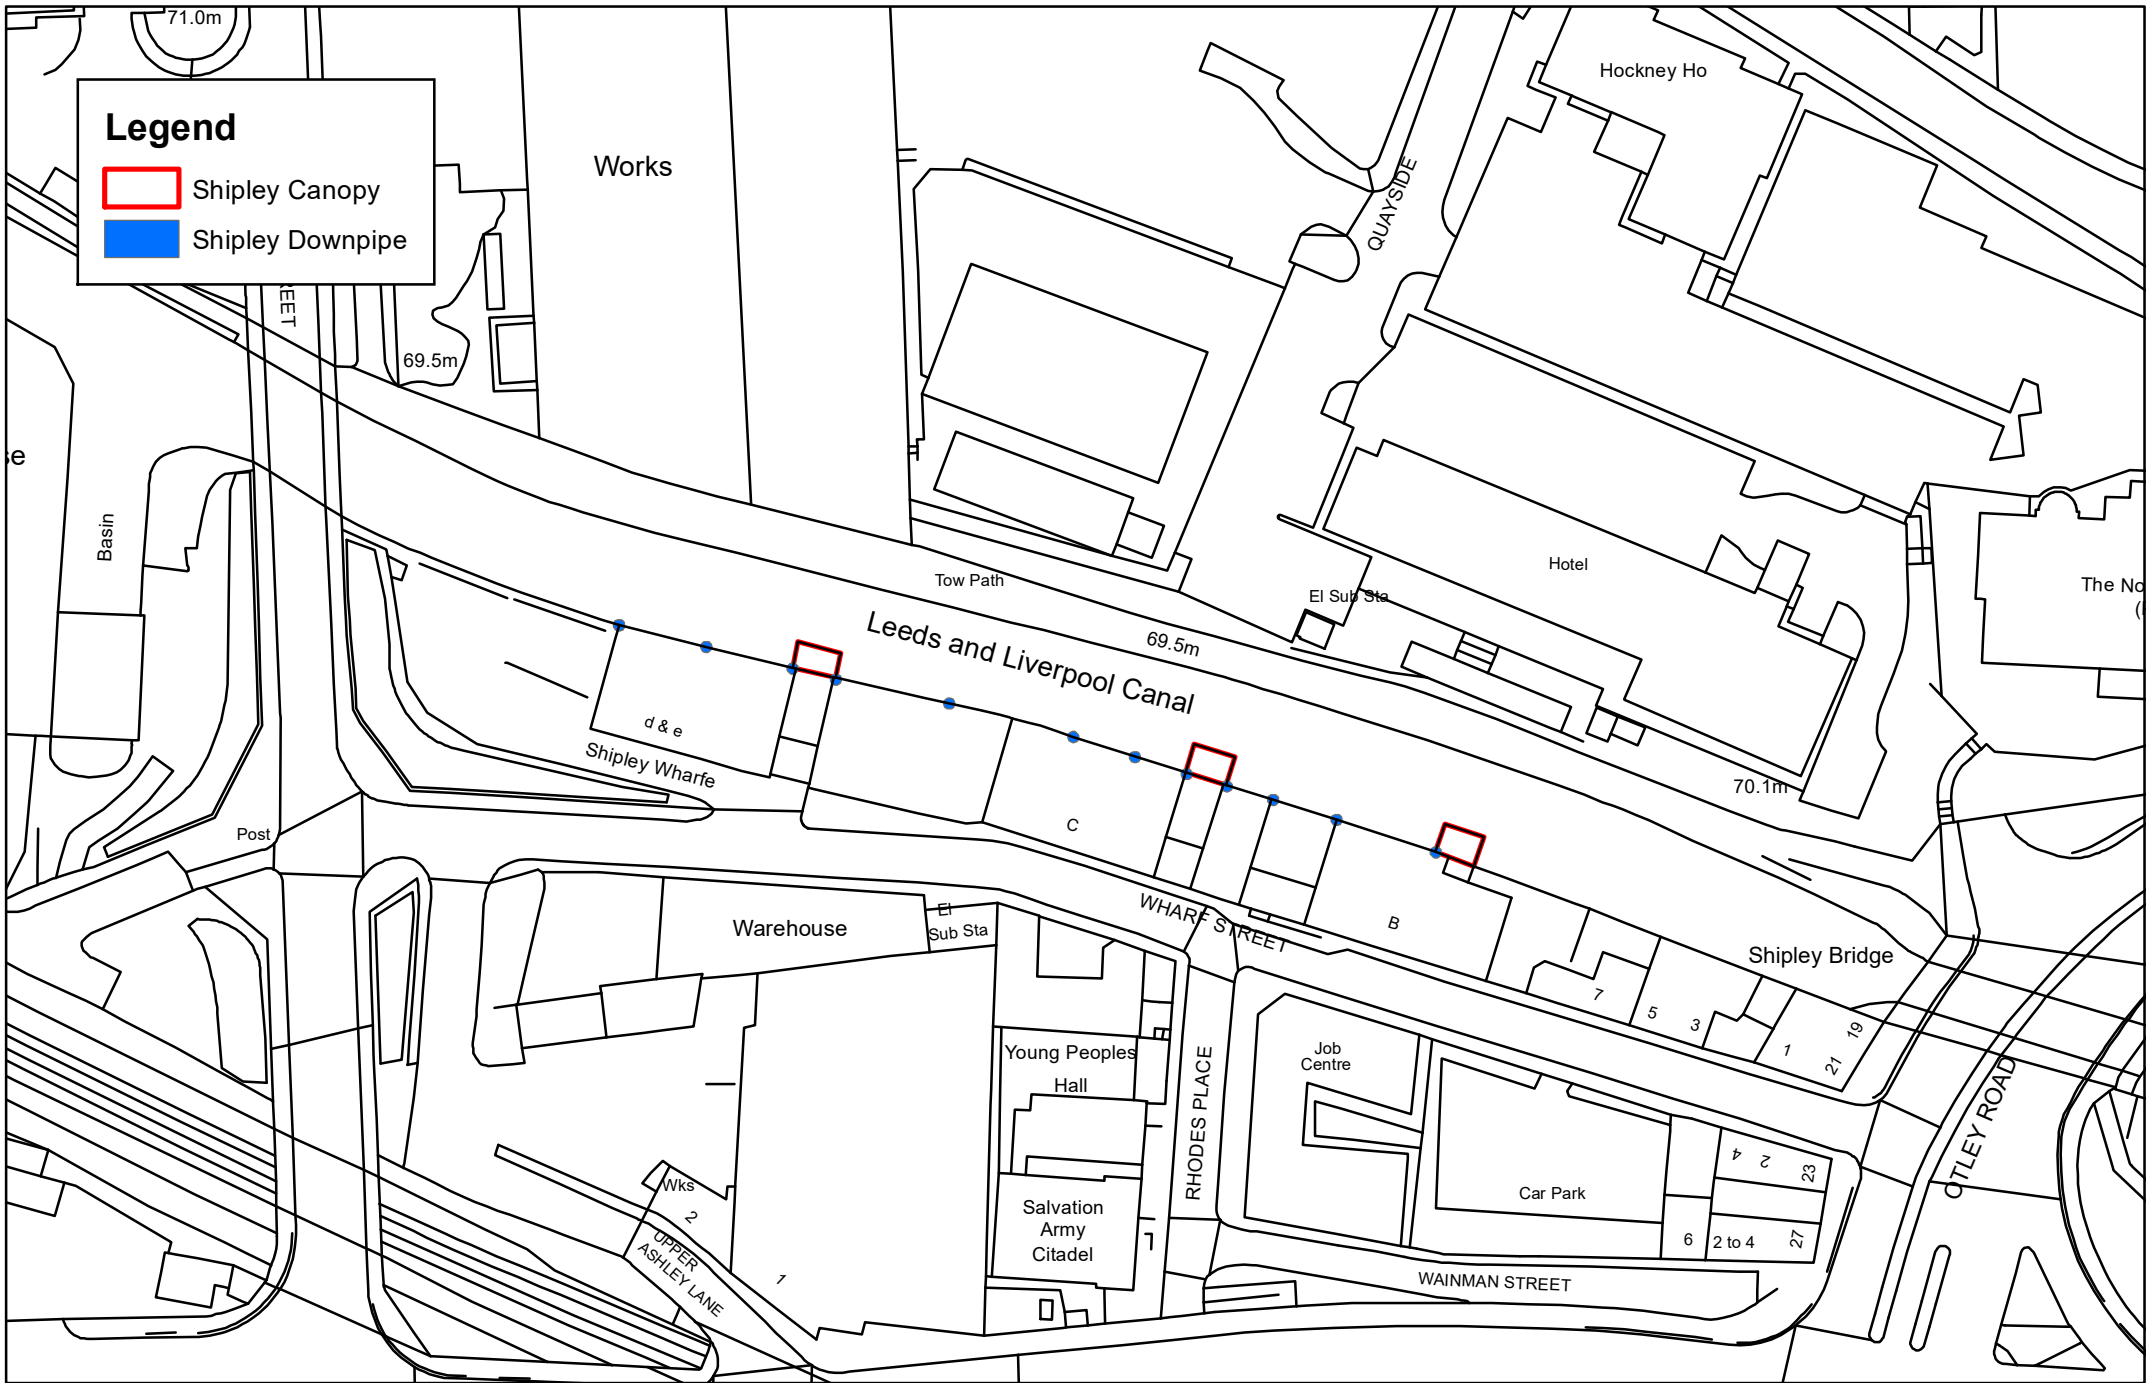 71.0m
Hockney Ho
Legend
Works
Shipley Canopy
Shipley Downpipe
QUAYSIDE
REET
69.5m
se
Basin
Hotel
Tow Path
El Sub Sta
The No
Leeds and Liverpool Canal
69.5m
d & e
Shipley Wharfe
70.1m
C
Post
WHARF STREET
B
Warehouse
El
Sub Sta
Shipley Bridge
7
5
3
1
19
21
Young Peoples
Hall
Job
Centre
RHODES PLACE
OTLEY ROAD
4
2
23
Wks
2
Car Park
Salvation
Army
Citadel
UPPER
ASHLEY LANE
1
6
2 to 4
27
WAINMAN STREET